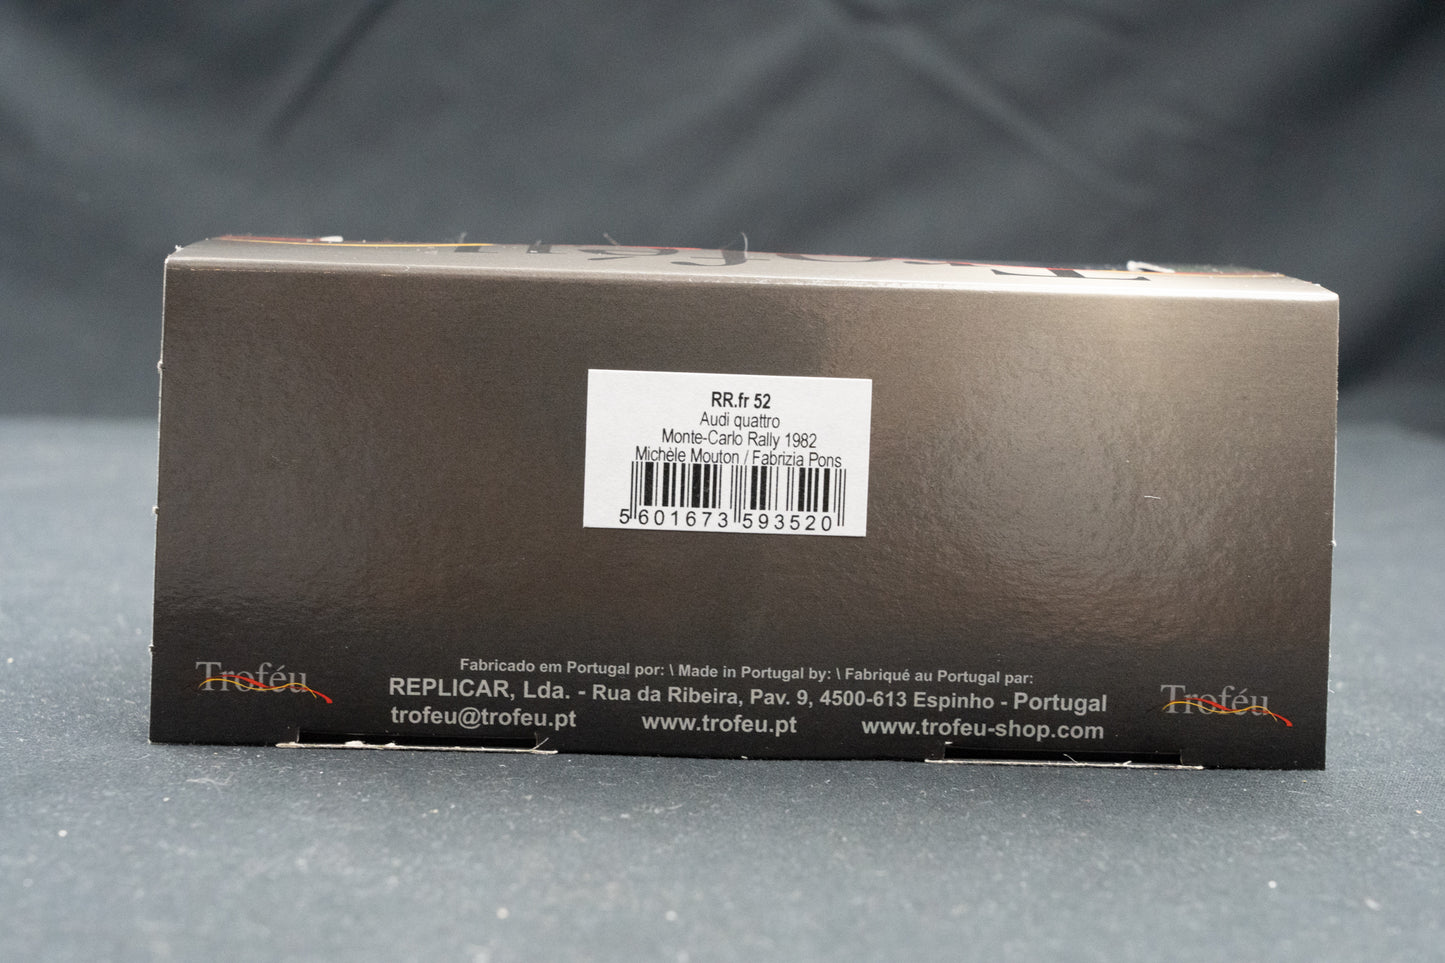 Troféu
RR.fr 52
Audi quattro
Monte-Carlo Rally 1982
Michèle Mouton / Fabrizia Pons
5 601673 593520
Troféu
Fabricado em Portugal por: \ Made in Portugal by: \ Fabriqué au Portugal par:
REPLICAR, Lda. - Rua da Ribeira, Pav. 9, 4500-613 Espinho - Portugal
trofeu@trofeu.pt www.trofeu.pt www.trofeu-shop.com
Troféu